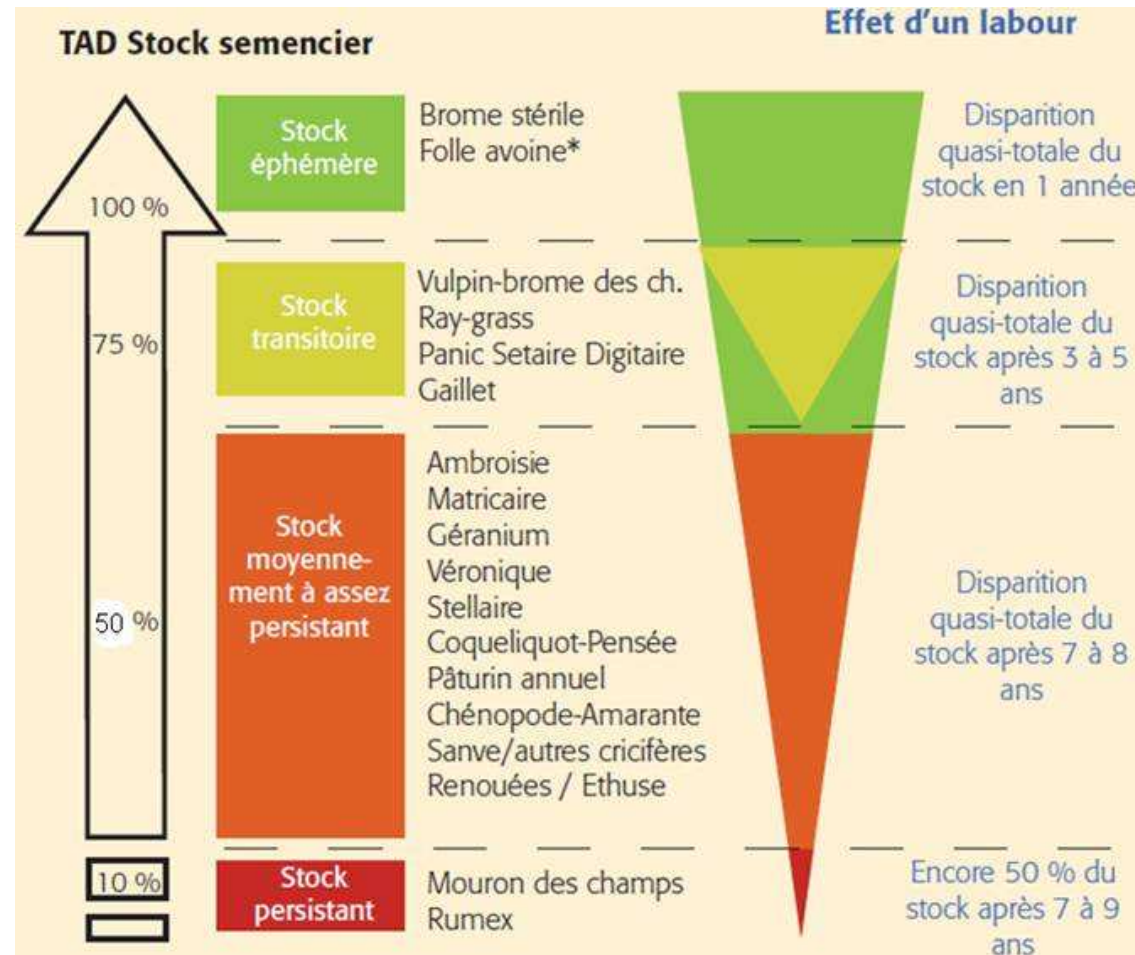 TAD Stock semencier
Effet d'un labour
100 %
Stock
éphémère
Brome stérile
Folle avoine*
Disparition
quasi-totale du
stock en 1 année
75 %
Stock
transitoire
Vulpin-brome des ch.
Ray-grass
Panic Setaire Digitaire
Gaillet
Disparition
quasi-totale du
stock après 3 à 5
ans
50 %
Stock
moyenne-
ment à assez
persistant
Ambroisie
Matricaire
Géranium
Véronique
Stellaire
Coqueliquot-Pensée
Pâturin annuel
Chénopode-Amarante
Sanve/autres cricifères
Renouées / Ethuse
Disparition
quasi-totale du
stock après 7 à 8
ans
10 %
Stock
persistant
Mouron des champs
Rumex
Encore 50 % du
stock après 7 à 9
ans